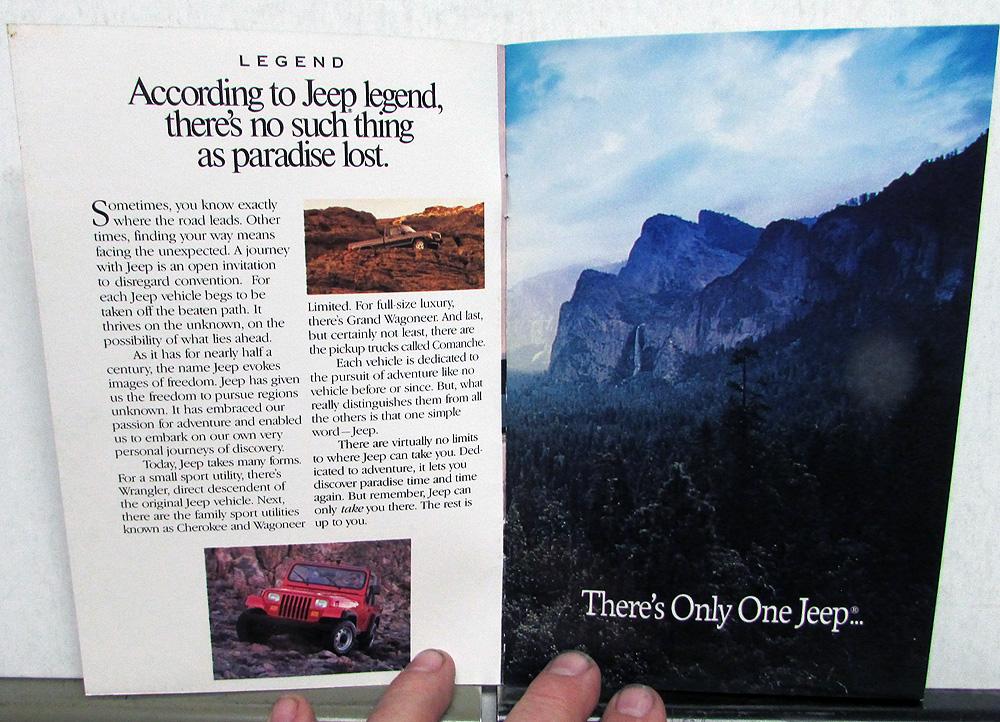 LEGEND
According to Jeep® legend,
there's no such thing
as paradise lost.
Sometimes, you know exactly
where the road leads. Other
times, finding your way means
facing the unexpected. A journey
with Jeep is an open invitation
to disregard convention. For
each Jeep vehicle begs to be
taken off the beaten path. It
thrives on the unknown, on the
possibility of what lies ahead.
As it has for nearly half a
century, the name Jeep evokes
images of freedom. Jeep has given
us the freedom to pursue regions
unknown. It has embraced our
passion for adventure and enabled
us to embark on our own very
personal journeys of discovery.
Today, Jeep takes many forms.
For a small sport utility, there's
Wrangler, direct descendent of
the original Jeep vehicle. Next,
there are the family sport utilities
known as Cherokee and Wagoneer
Limited. For full-size luxury,
there's Grand Wagoneer. And last,
but certainly not least, there are
the pickup trucks called Comanche.
Each vehicle is dedicated to
the pursuit of adventure like no
vehicle before or since. But, what
really distinguishes them from all
the others is that one simple
word—Jeep.
There are virtually no limits
to where Jeep can take you. Ded-
icated to adventure, it lets you
discover paradise time and time
again. But remember, Jeep can
only take you there. The rest is
up to you.
There's Only One Jeep®...